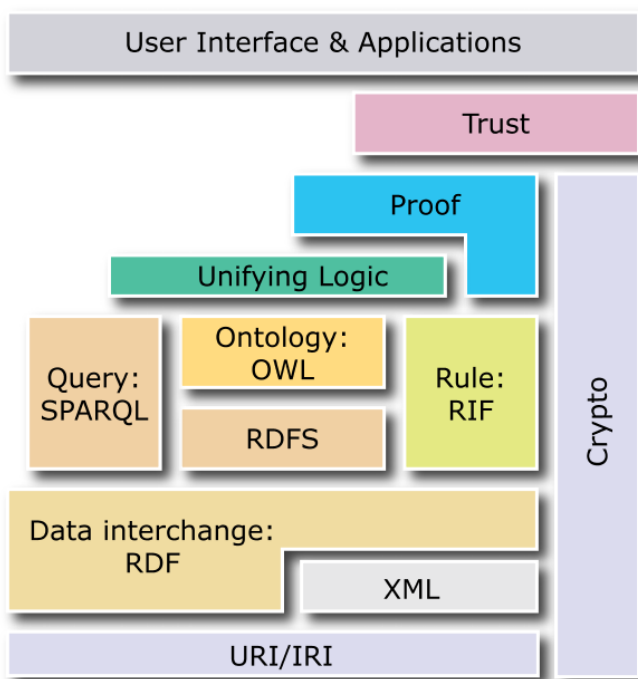 User Interface & Applications
Trust
Proof
Unifying Logic
Query:
SPARQL
Ontology:
OWL
RDFS
Rule:
RIF
Crypto
Data interchange:
RDF
XML
URI/IRI